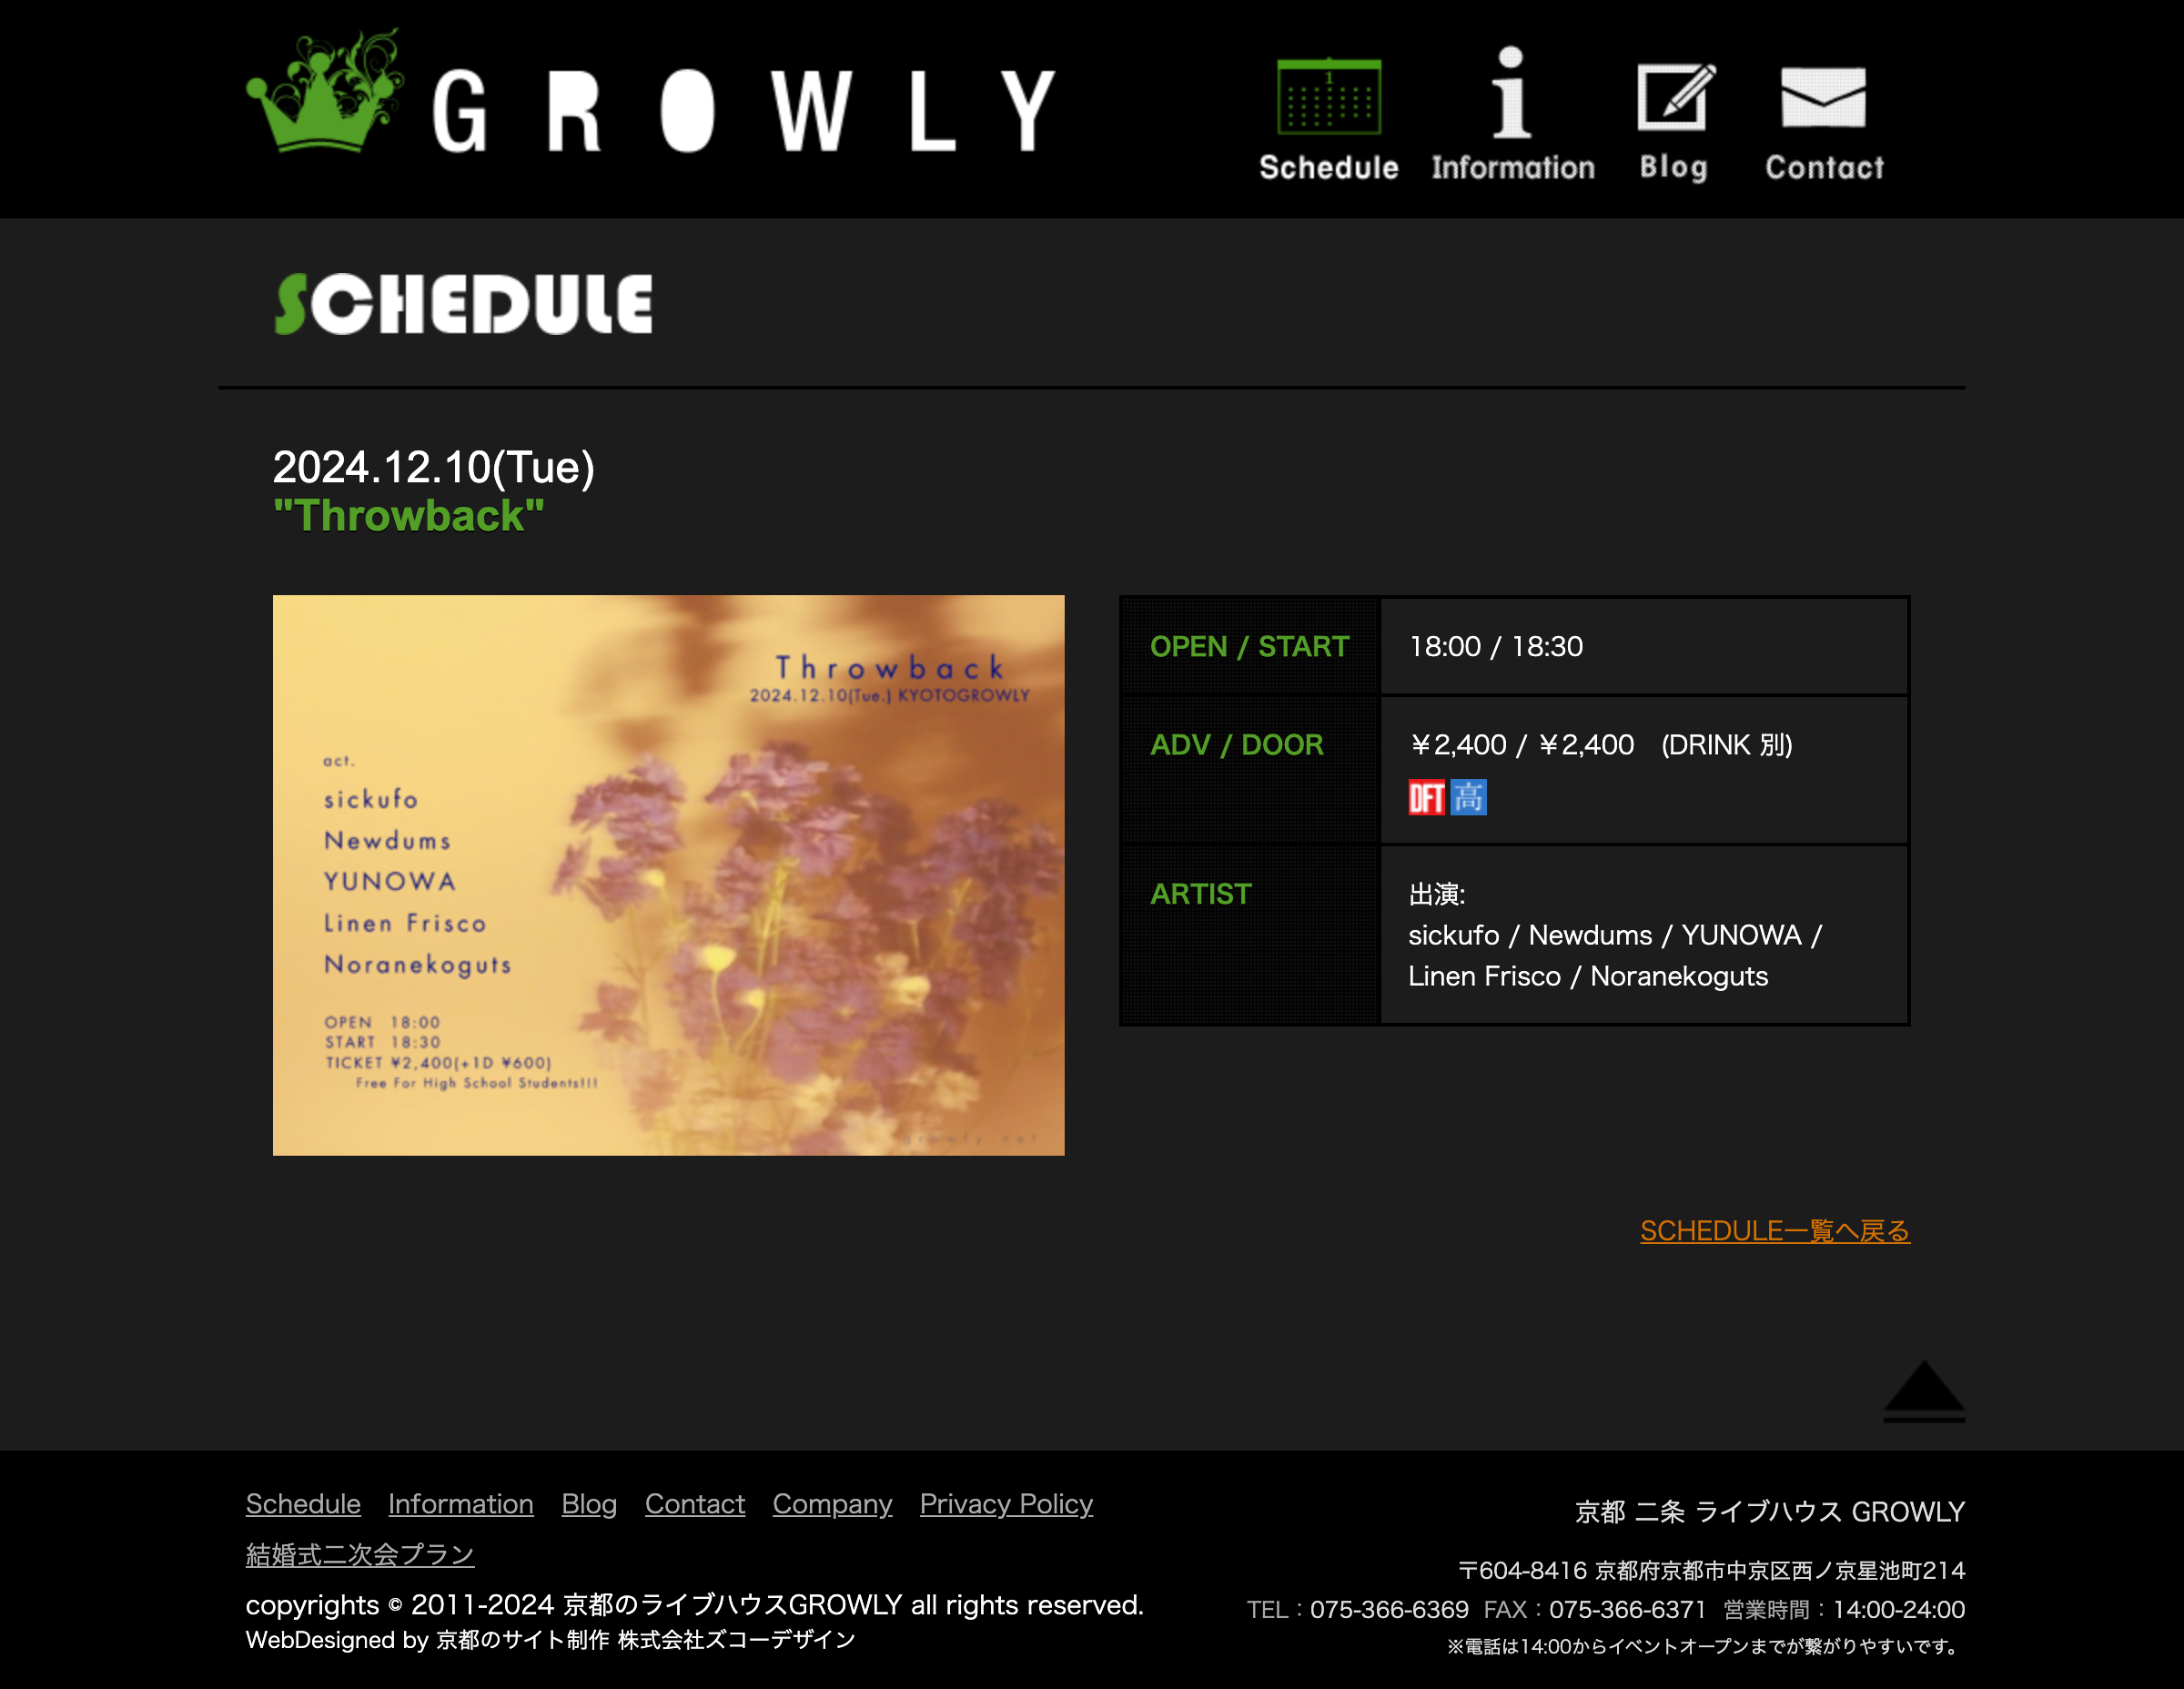 GROWLY
1
Schedule
Information
Blog
Contact
SCHEDULE
2024.12.10(Tue)
"Throwback"
Throwback
2024.12.10(Tue.) KYOTOGROWLY
act.
sickufo
Newdums
YUNOWA
Linen Frisco
Noranekoguts
OPEN 18:00
START 18:30
TICKET ¥2,400(+1D ¥600)
Free For High School Students!!!
growly.net
OPEN / START
18:00 / 18:30
ADV / DOOR
￥2,400 / ￥2,400　(DRINK 別)
DFT 高
ARTIST
出演:
sickufo / Newdums / YUNOWA /
Linen Frisco / Noranekoguts
SCHEDULE一覧へ戻る
Schedule Information Blog Contact Company Privacy Policy
結婚式二次会プラン
copyrights © 2011-2024 京都のライブハウスGROWLY all rights reserved.
WebDesigned by 京都のサイト制作 株式会社ズコーデザイン
京都 二条 ライブハウス GROWLY
〒604-8416 京都府京都市中京区西ノ京星池町214
TEL：075-366-6369 FAX：075-366-6371 営業時間：14:00-24:00
※電話は14:00からイベントオープンまでが繋がりやすいです。